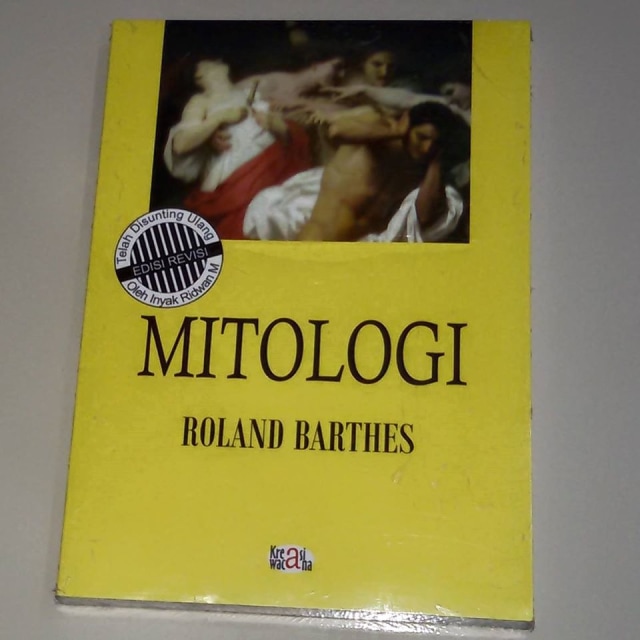 Telah Disunting Ulang
EDISI REVISI
Oleh Inyak Ridwan M
MITOLOGI
ROLAND BARTHES
Kreasi
wacana